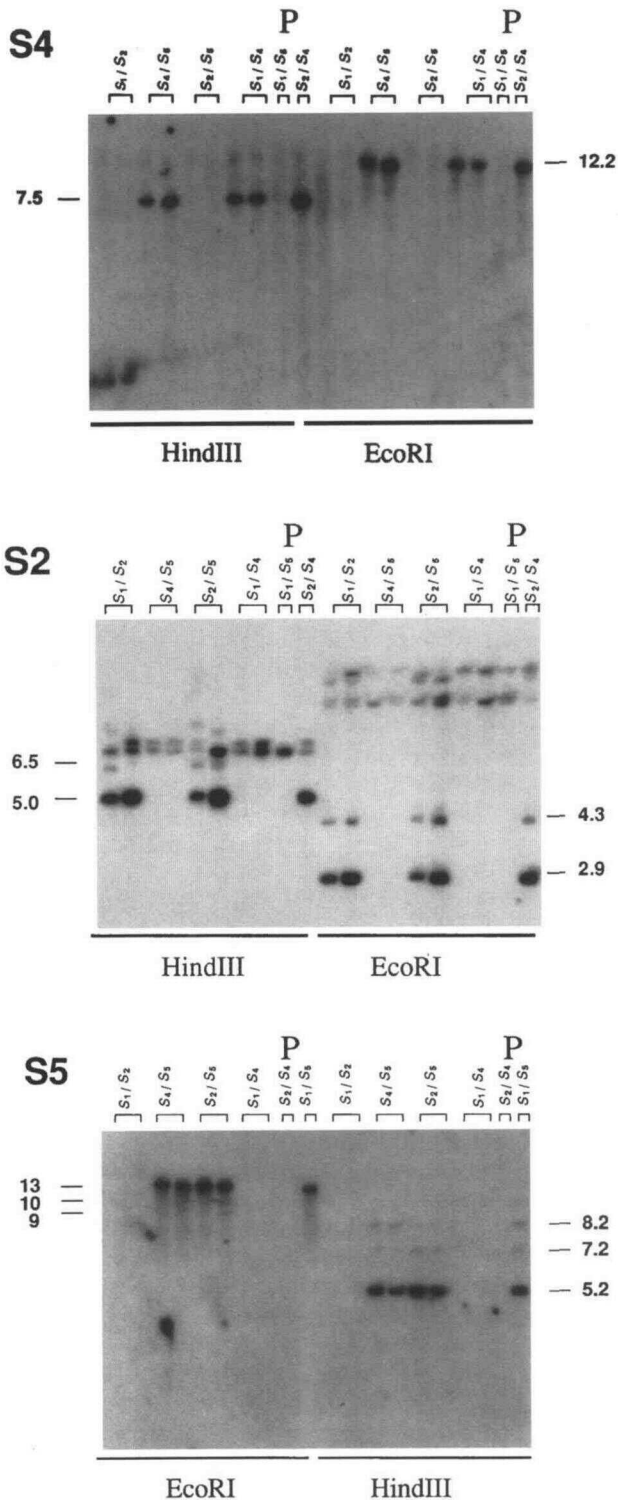 S4
P
S1/S2 S4/S5 S2/S5 S1/S4 S1/S5 S2/S4 S1/S2 S4/S5 S2/S5 S1/S4 S1/S5 S2/S4
7.5
12.2
HindIII EcoRI
S2
P P
S1/S2 S4/S5 S2/S5 S1/S4 S1/S5 S2/S4 S1/S2 S4/S5 S2/S5 S1/S4 S1/S5 S2/S4
6.5
5.0
4.3
2.9
HindIII EcoRI
S5
P P
S1/S2 S4/S5 S2/S5 S1/S4 S2/S4 S1/S5 S1/S2 S4/S5 S2/S5 S1/S4 S2/S4 S1/S5
13
10
9
8.2
7.2
5.2
EcoRI HindIII